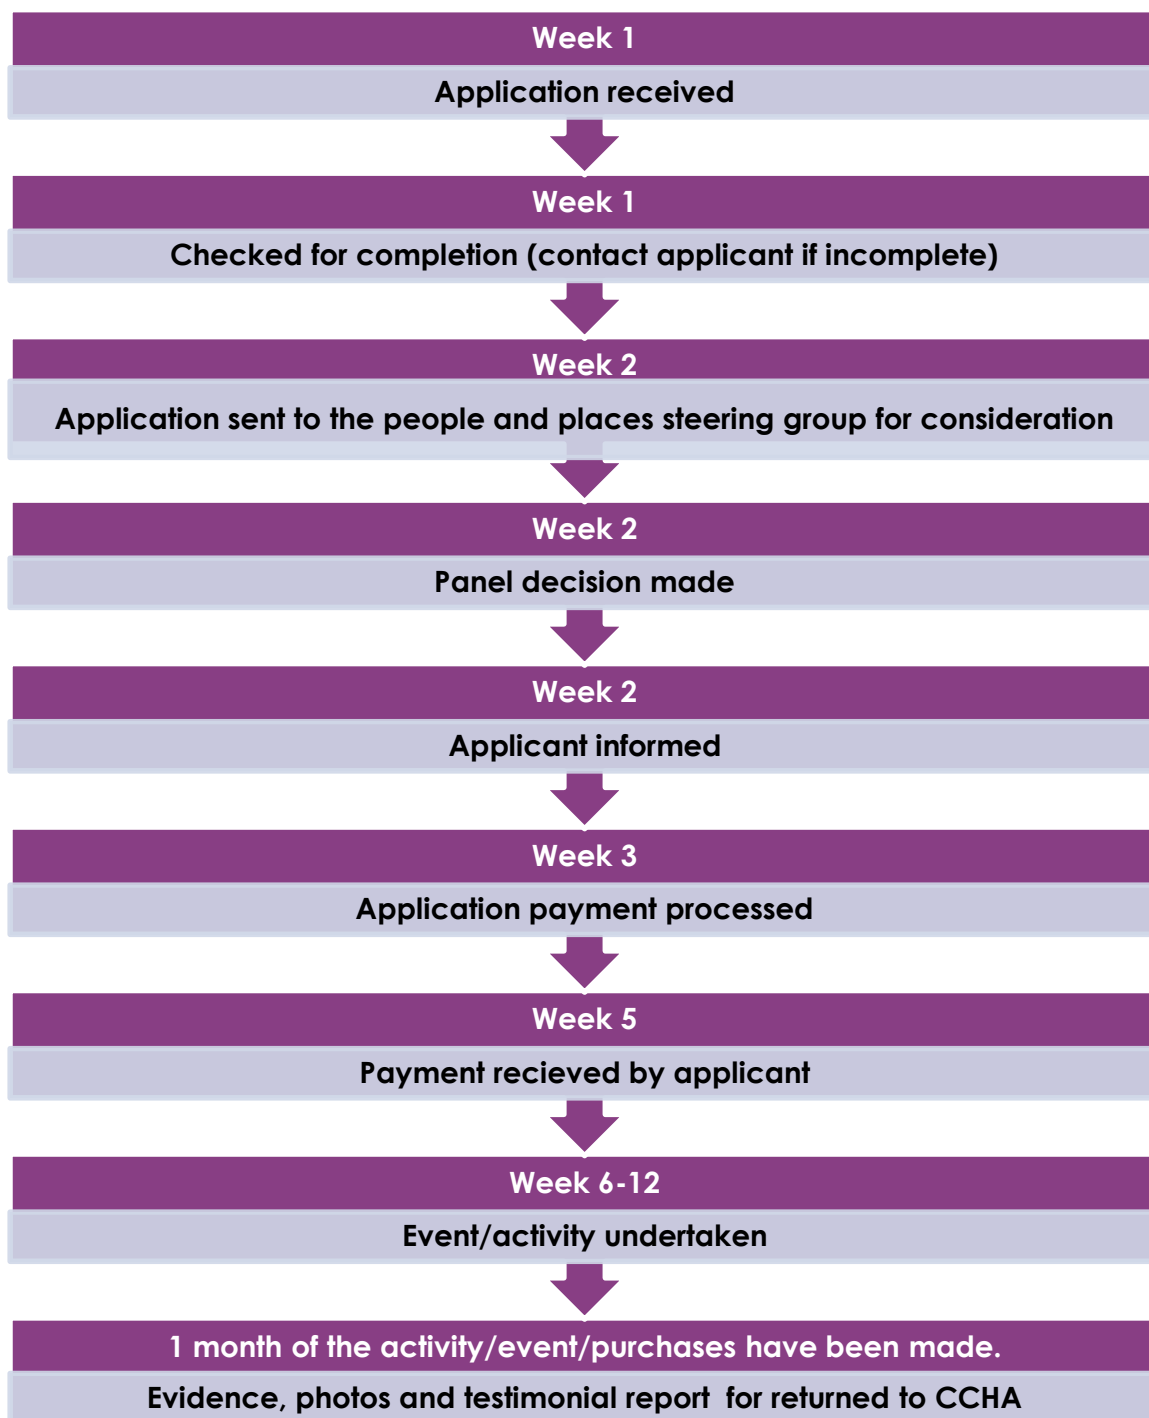 Week 1
Application received
Week 1
Checked for completion (contact applicant if incomplete)
Week 2
Application sent to the people and places steering group for consideration
Week 2
Panel decision made
Week 2
Applicant informed
Week 3
Application payment processed
Week 5
Payment recieved by applicant
Week 6-12
Event/activity undertaken
1 month of the activity/event/purchases have been made.
Evidence, photos and testimonial report for returned to CCHA